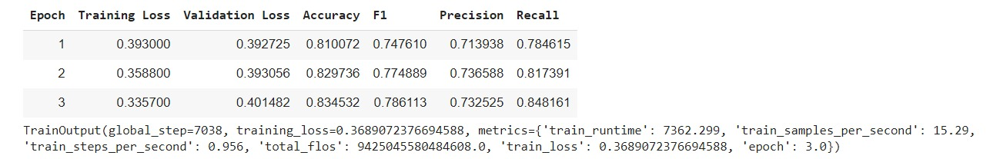 Epoch Training Loss Validation Loss Accuracy F1 Precision Recall
1 0.393000 0.392725 0.810072 0.747610 0.713938 0.784615
2 0.358800 0.393056 0.829736 0.774889 0.736588 0.817391
3 0.335700 0.401482 0.834532 0.786113 0.732525 0.848161
TrainOutput(global_step=7038, training_loss=0.3689072376694588, metrics={'train_runtime': 7362.299, 'train_samples_per_second': 15.29,
'train_steps_per_second': 0.956, 'total_flos': 9425045580484608.0, 'train_loss': 0.3689072376694588, 'epoch': 3.0})